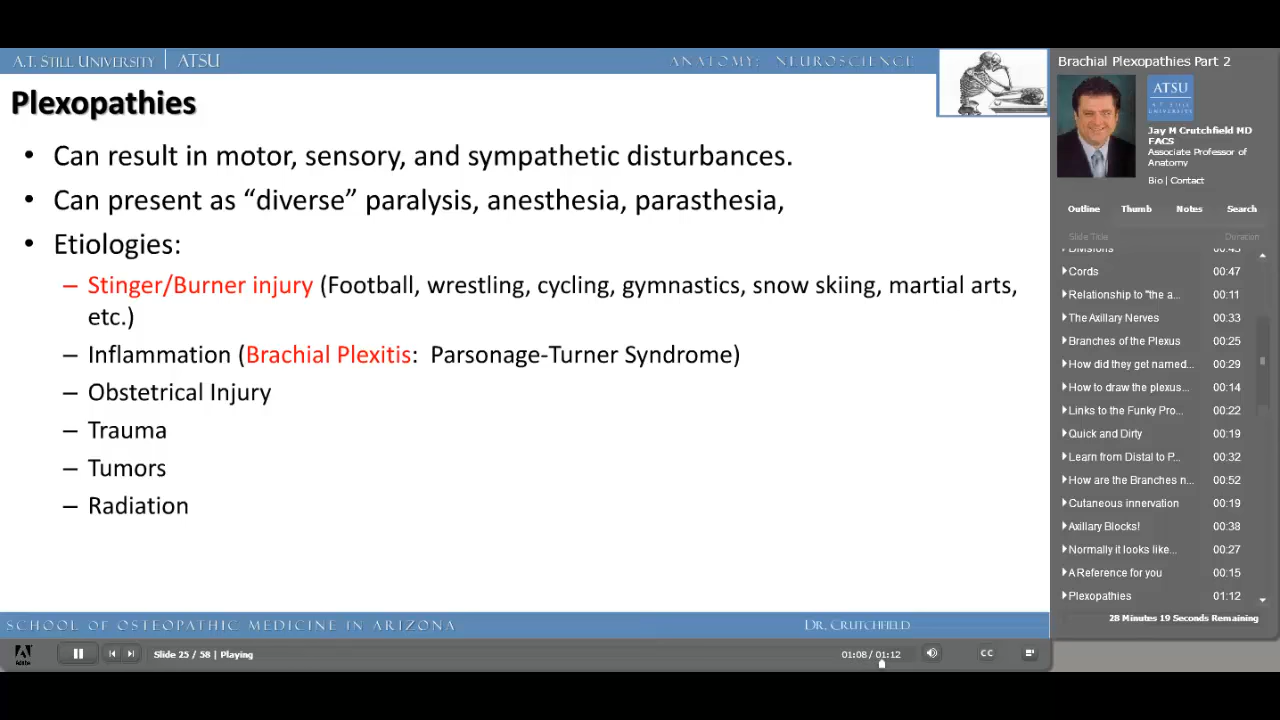 A.T. STILL UNIVERSITY | ATSU
ANATOMY: NEUROSCIENCE
Plexopathies
• Can result in motor, sensory, and sympathetic disturbances.
• Can present as “diverse” paralysis, anesthesia, parasthesia,
• Etiologies:
– Stinger/Burner injury (Football, wrestling, cycling, gymnastics, snow skiing, martial arts,
etc.)
– Inflammation (Brachial Plexitis: Parsonage-Turner Syndrome)
– Obstetrical Injury
– Trauma
– Tumors
– Radiation
SCHOOL OF OSTEOPATHIC MEDICINE IN ARIZONA
DR. CRUTCHFIELD
Adobe
Slide 25 / 58 | Playing
01:08 / 01:12
CC
Brachial Plexopathies Part 2
ATSU
A.T. STILL
UNIVERSITY
Jay M Crutchfield MD
FACS
Associate Professor of
Anatomy
Bio | Contact
Outline Thumb Notes Search
Slide Title Duration
Divisions 00:45
Cords 00:47
Relationship to "the a... 00:11
The Axillary Nerves 00:33
Branches of the Plexus 00:25
How did they get named... 00:29
How to draw the plexus... 00:14
Links to the Funky Pro... 00:22
Quick and Dirty 00:19
Learn from Distal to P... 00:32
How are the Branches n... 00:52
Cutaneous innervation 00:19
Axillary Blocks! 00:38
Normally it looks like... 00:27
A Reference for you 00:15
Plexopathies 01:12
28 Minutes 19 Seconds Remaining